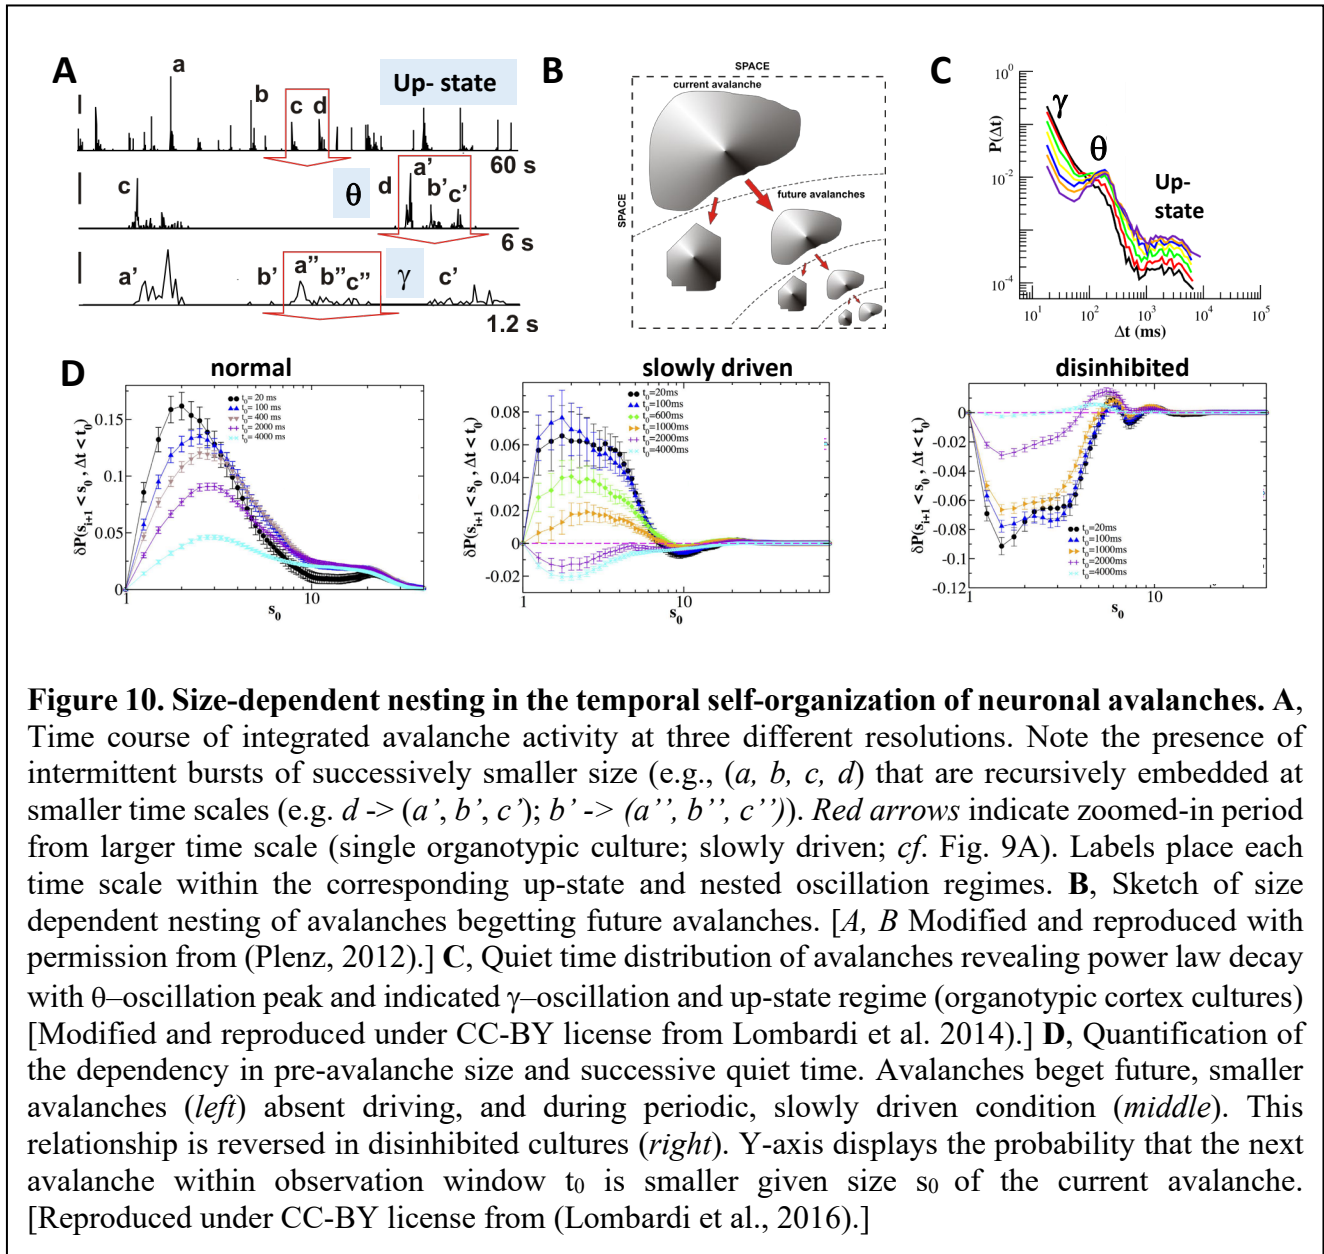 A
a
b
c
d
Up- state
60 s
c
θ
d
a'
b'
c'
6 s
a'
b'
a''
b''
c''
γ
c'
1.2 s
B
SPACE
current avalanche
SPACE
future avalanches
C
10⁰
10⁻²
10⁻⁴
P(Δt)
γ
θ
Up-
state
10¹
10²
10³
10⁴
10⁵
Δt (ms)
D
normal
δP(sᵢ₊₁ < s₀ , Δt < t₀)
0.15
0.1
0.05
0
t₀= 20 ms
t₀= 100 ms
t₀= 400 ms
t₀= 2000 ms
t₀= 4000 ms
1
10
s₀
slowly driven
δP(sᵢ₊₁ < s₀ , Δt < t₀)
0.08
0.06
0.04
0.02
0
-0.02
t₀=20ms
t₀=100ms
t₀=600ms
t₀=1000ms
t₀=2000ms
t₀=4000ms
1
10
s₀
disinhibited
δP(sᵢ₊₁ < s₀ , Δt < t₀)
0
-0.02
-0.04
-0.06
-0.08
-0.1
-0.12
t₀=20ms
t₀=100ms
t₀=1000ms
t₀=2000ms
t₀=4000ms
1
10
s₀
Figure 10. Size-dependent nesting in the temporal self-organization of neuronal avalanches. A,
Time course of integrated avalanche activity at three different resolutions. Note the presence of
intermittent bursts of successively smaller size (e.g., (a, b, c, d) that are recursively embedded at
smaller time scales (e.g. d -> (a', b', c'); b' -> (a'', b'', c'')). Red arrows indicate zoomed-in period
from larger time scale (single organotypic culture; slowly driven; cf. Fig. 9A). Labels place each
time scale within the corresponding up-state and nested oscillation regimes. B, Sketch of size
dependent nesting of avalanches begetting future avalanches. [A, B Modified and reproduced with
permission from (Plenz, 2012).] C, Quiet time distribution of avalanches revealing power law decay
with θ–oscillation peak and indicated γ–oscillation and up-state regime (organotypic cortex cultures)
[Modified and reproduced under CC-BY license from Lombardi et al. 2014).] D, Quantification of
the dependency in pre-avalanche size and successive quiet time. Avalanches beget future, smaller
avalanches (left) absent driving, and during periodic, slowly driven condition (middle). This
relationship is reversed in disinhibited cultures (right). Y-axis displays the probability that the next
avalanche within observation window t₀ is smaller given size s₀ of the current avalanche.
[Reproduced under CC-BY license from (Lombardi et al., 2016).]